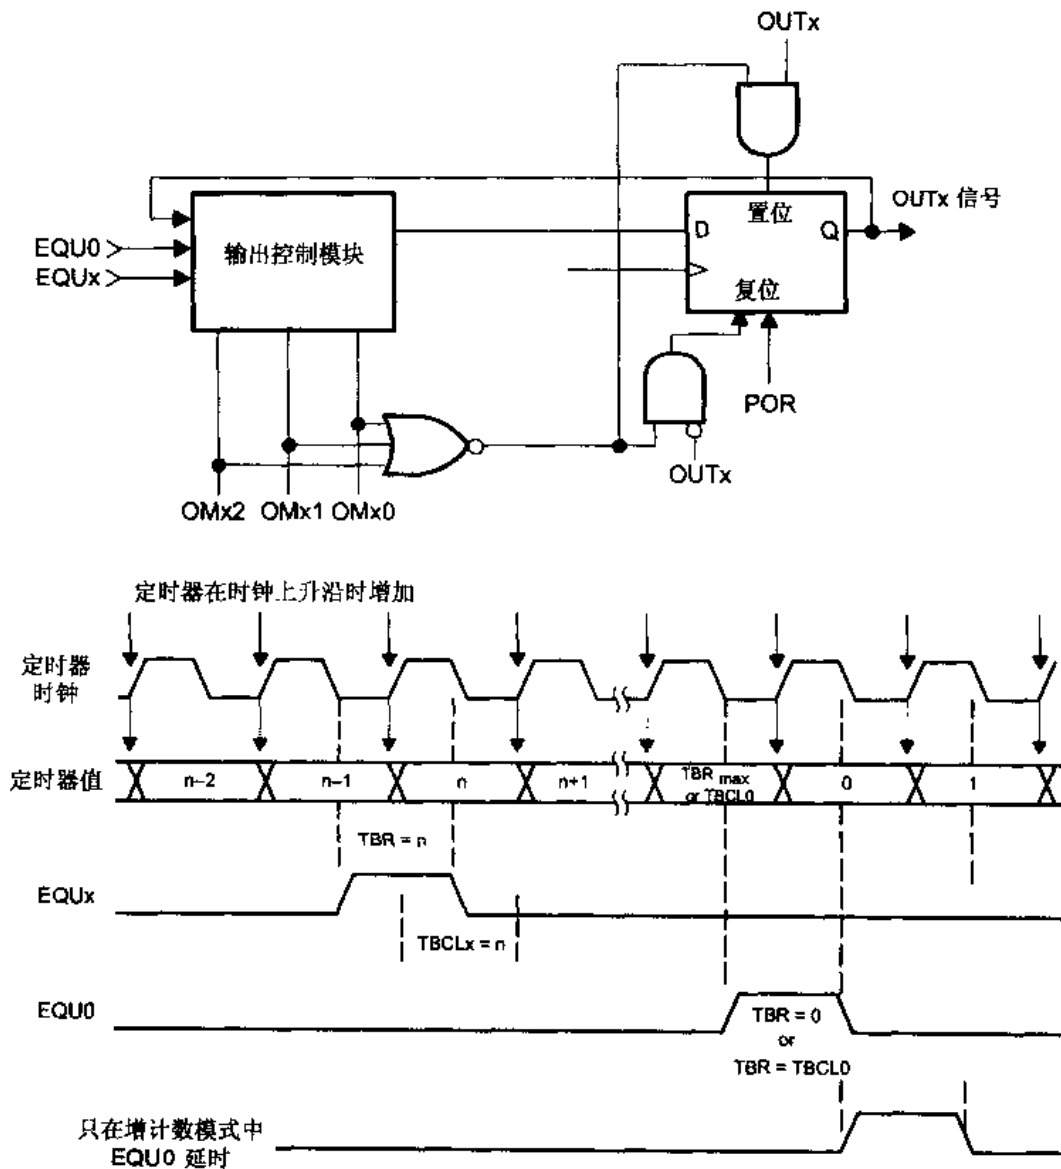 OUTx
OUTx 信号
置位
D
Q
EQU0
EQUx
输出控制模块
复位
POR
OUTx
OMx2 OMx1 OMx0
定时器在时钟上升沿时增加
定时器
时钟
定时器值
n–2
n–1
n
n+1
TBR max
or TBCL0
0
1
TBR = n
EQUx
TBCLx = n
EQU0
TBR = 0
or
TBR = TBCL0
只在增计数模式中
EQU0 延时